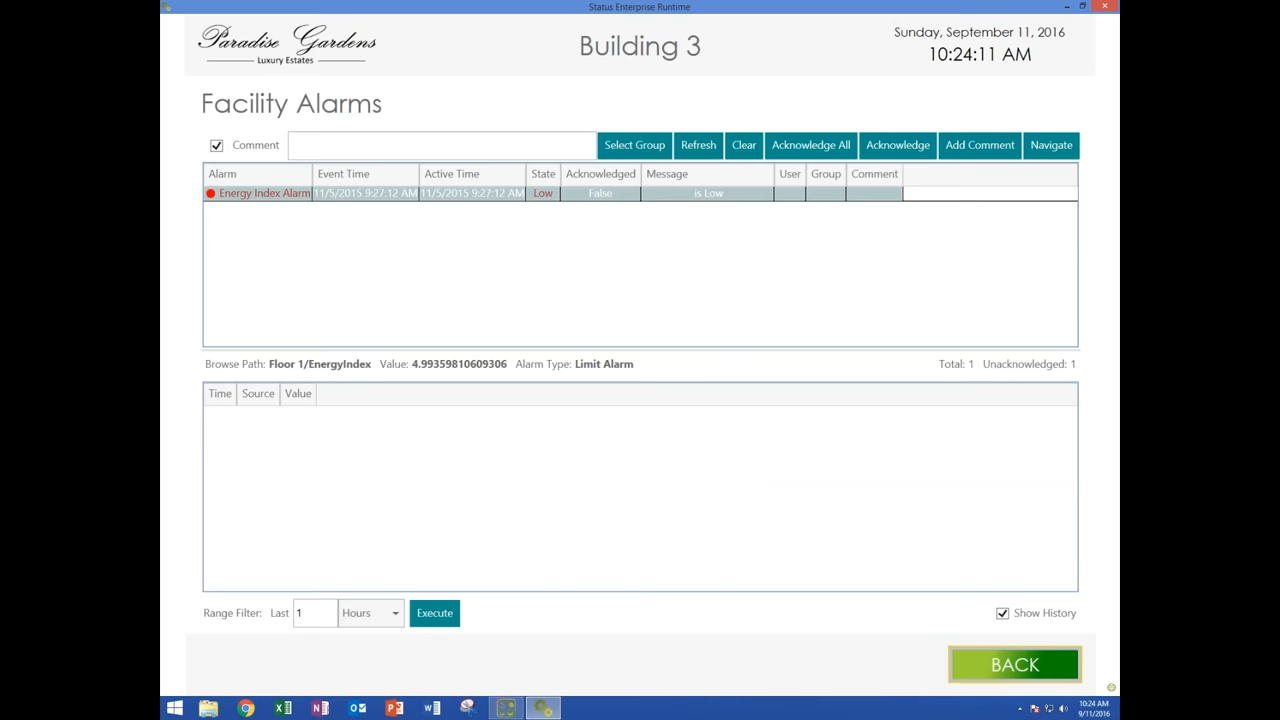 Status Enterprise Runtime
Paradise Gardens
Luxury Estates
Building 3
Sunday, September 11, 2016
10:24:11 AM
Facility Alarms
Comment Select Group Refresh Clear Acknowledge All Acknowledge Add Comment Navigate
Alarm Event Time Active Time State Acknowledged Message User Group Comment
Energy Index Alarm 11/5/2015 9:27:12 AM 11/5/2015 9:27:12 AM Low False is Low
Browse Path: Floor 1/EnergyIndex Value: 4.99359810609306 Alarm Type: Limit Alarm Total: 1 Unacknowledged: 1
Time Source Value
Range Filter: Last 1 Hours Execute Show History
BACK
10:24 AM
9/11/2016